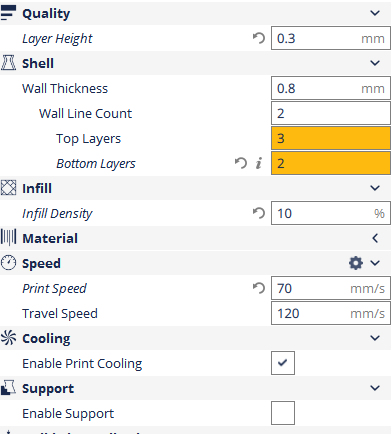 Quality
Layer Height 0.3 mm
Shell
Wall Thickness 0.8 mm
Wall Line Count 2
Top Layers 3
Bottom Layers i 2
Infill
Infill Density 10 %
Material
Speed
Print Speed 70 mm/s
Travel Speed 120 mm/s
Cooling
Enable Print Cooling
Support
Enable Support